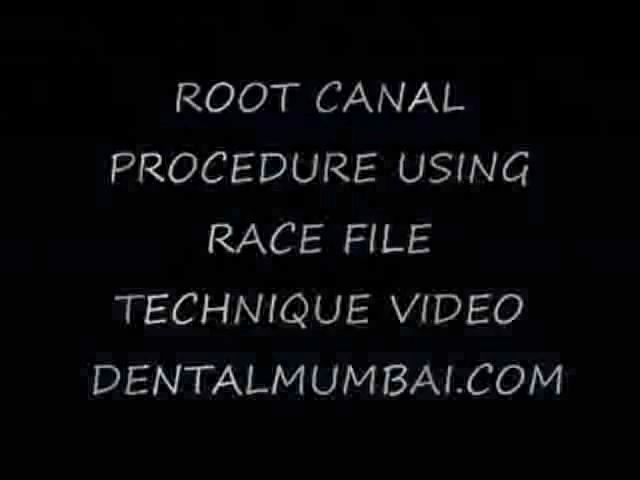 ROOT CANAL
PROCEDURE USING
RACE FILE
TECHNIQUE VIDEO
DENTALMUMBAI.COM